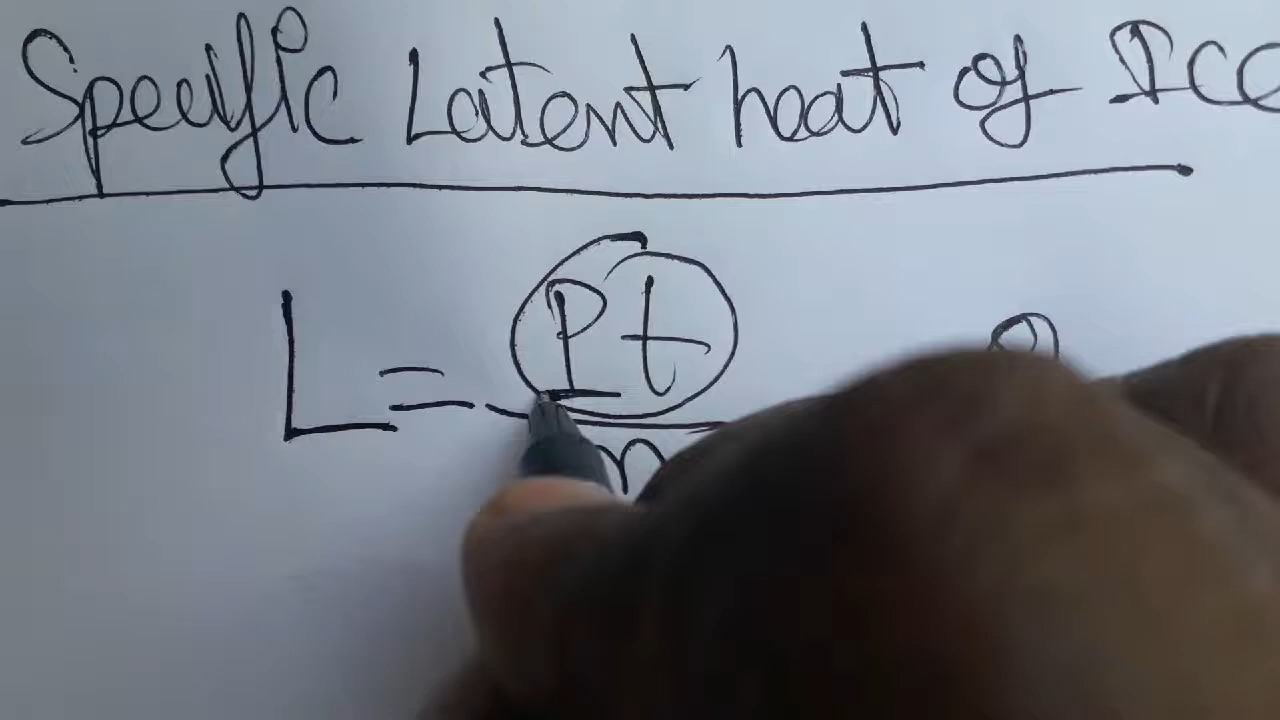 Specific Latent heat of Ice
L = Pt
m